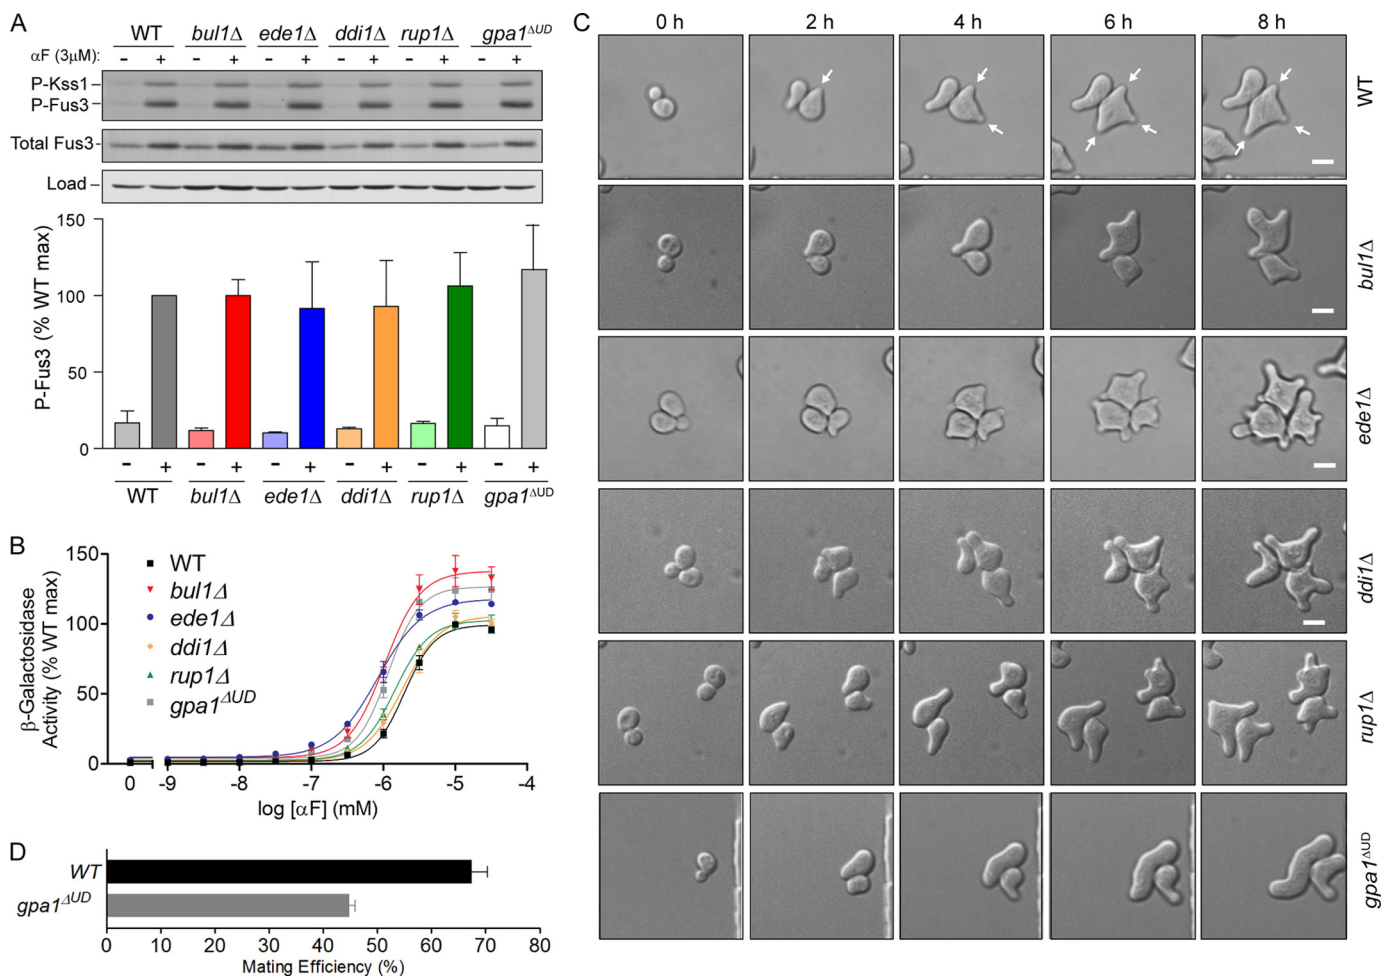 A
WT bul1Δ ede1Δ ddi1Δ rup1Δ gpa1ΔUD
αF (3μM): − + − + − + − + − + − +
P-Kss1
P-Fus3
Total Fus3
Load
P-Fus3 (% WT max)
150
100
50
0
− + − + − + − + − + − +
WT bul1Δ ede1Δ ddi1Δ rup1Δ gpa1ΔUD
B
β-Galactosidase
Activity (% WT max)
150
100
50
0
WT
bul1Δ
ede1Δ
ddi1Δ
rup1Δ
gpa1ΔUD
0 -9 -8 -7 -6 -5 -4
log [αF] (mM)
D
WT
gpa1ΔUD
0 10 20 30 40 50 60 70 80
Mating Efficiency (%)
C
0 h 2 h 4 h 6 h 8 h
WT
bul1Δ
ede1Δ
ddi1Δ
rup1Δ
gpa1ΔUD